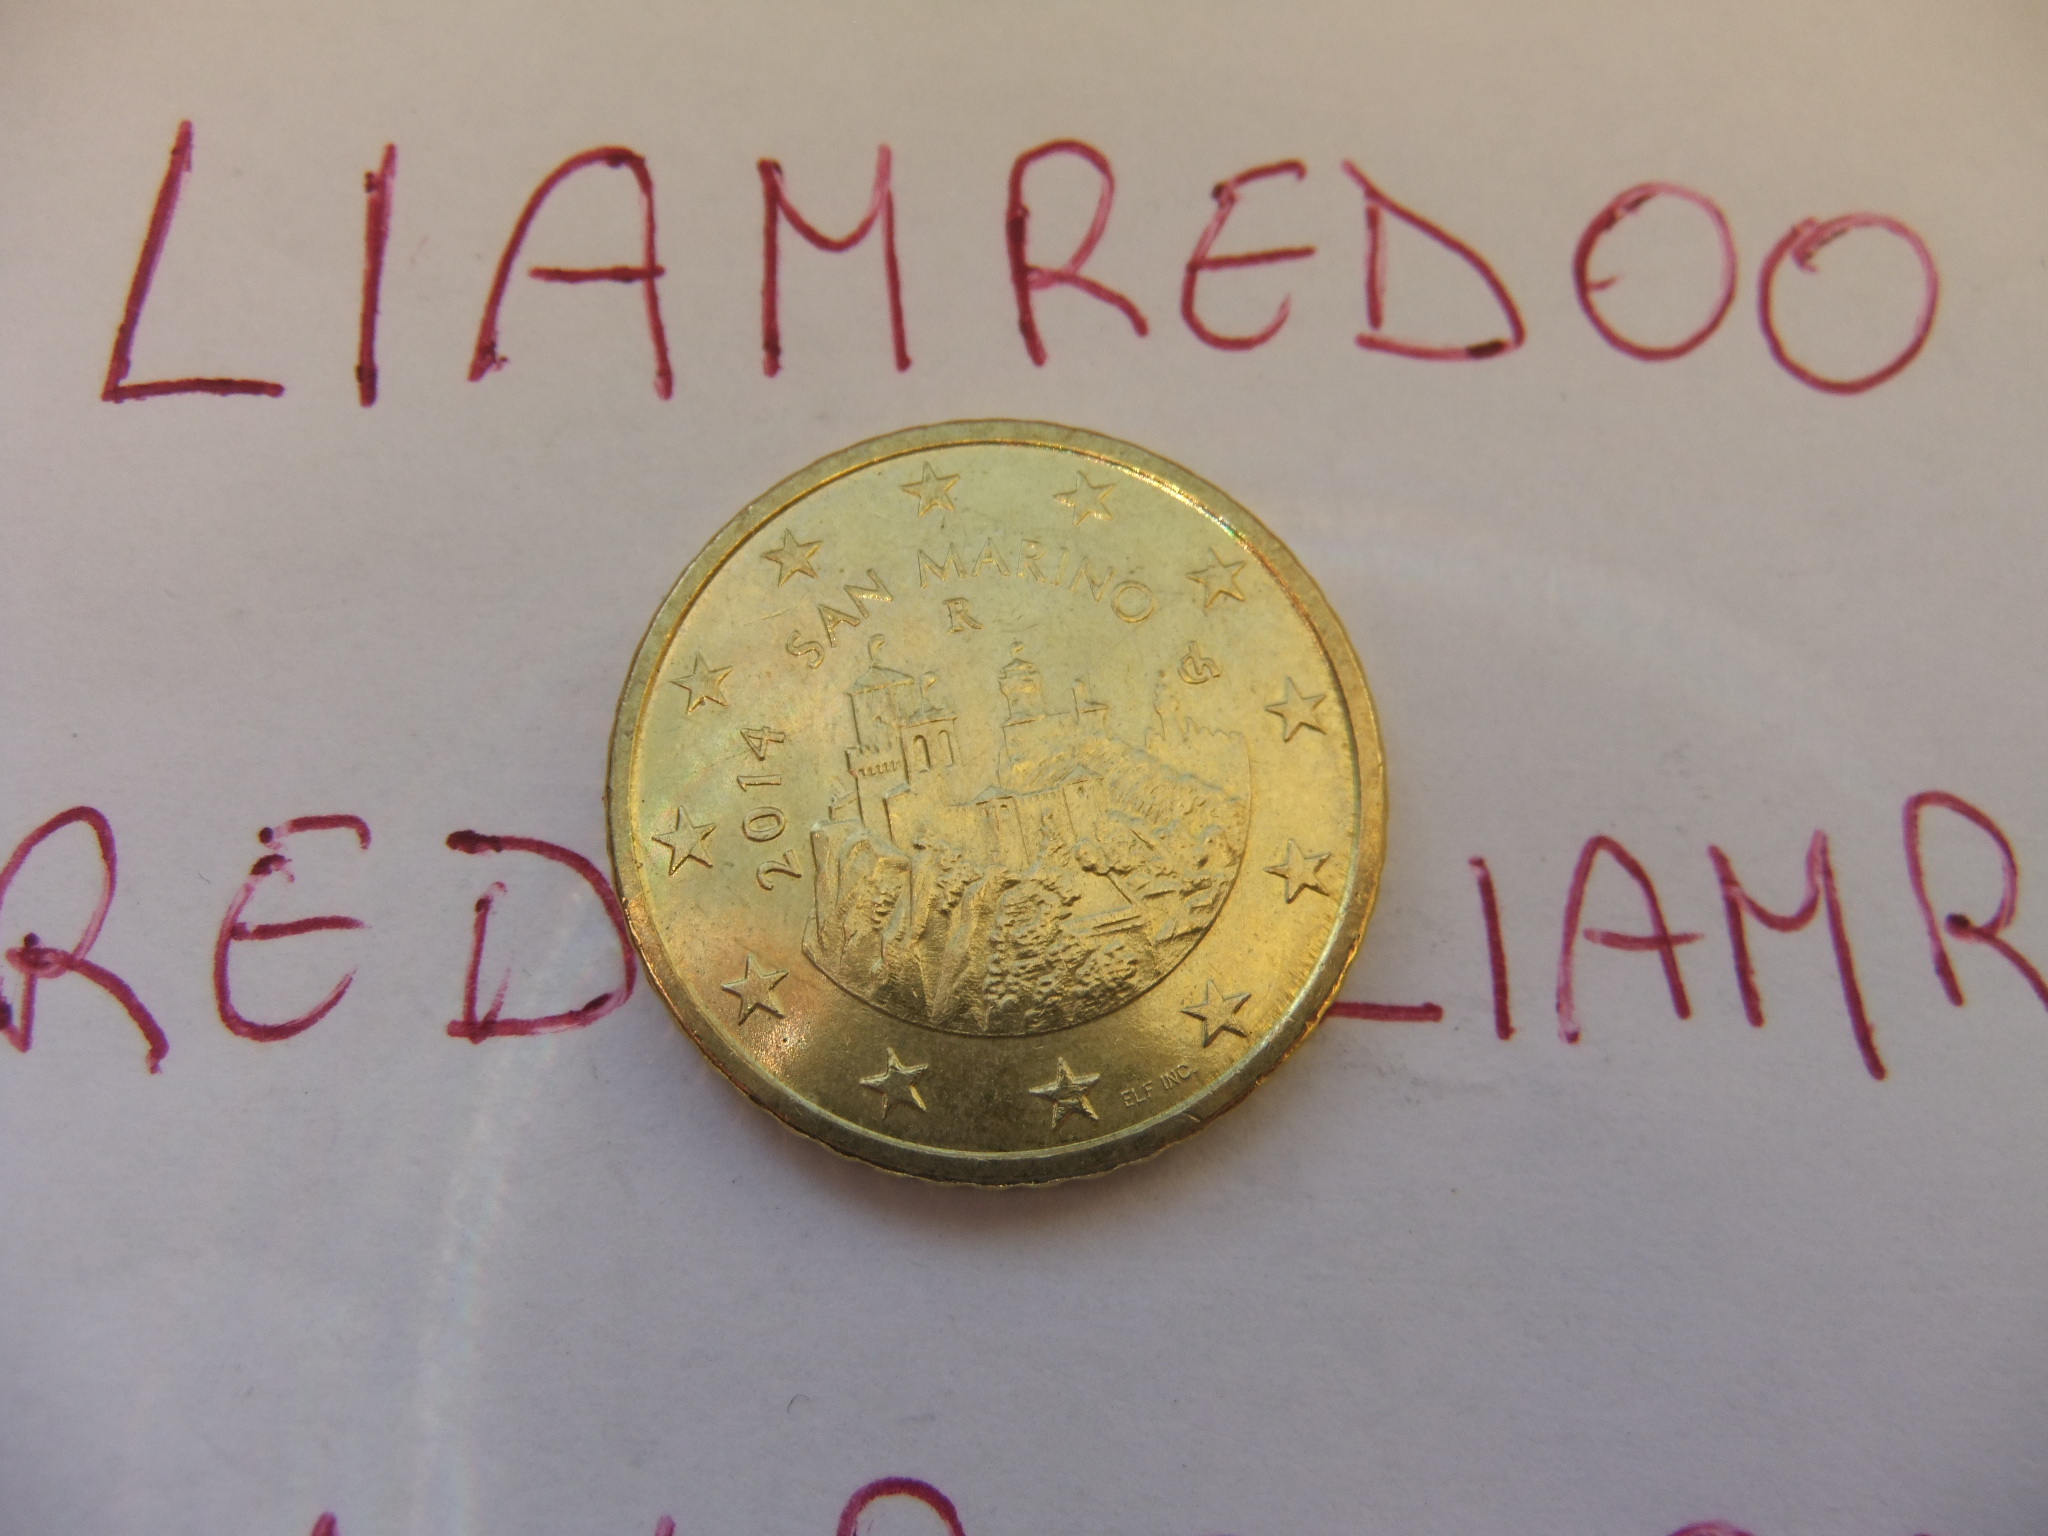 LIAMREDOO
SAN MARINO
R
2014
RED LIAMR
ELF INC.